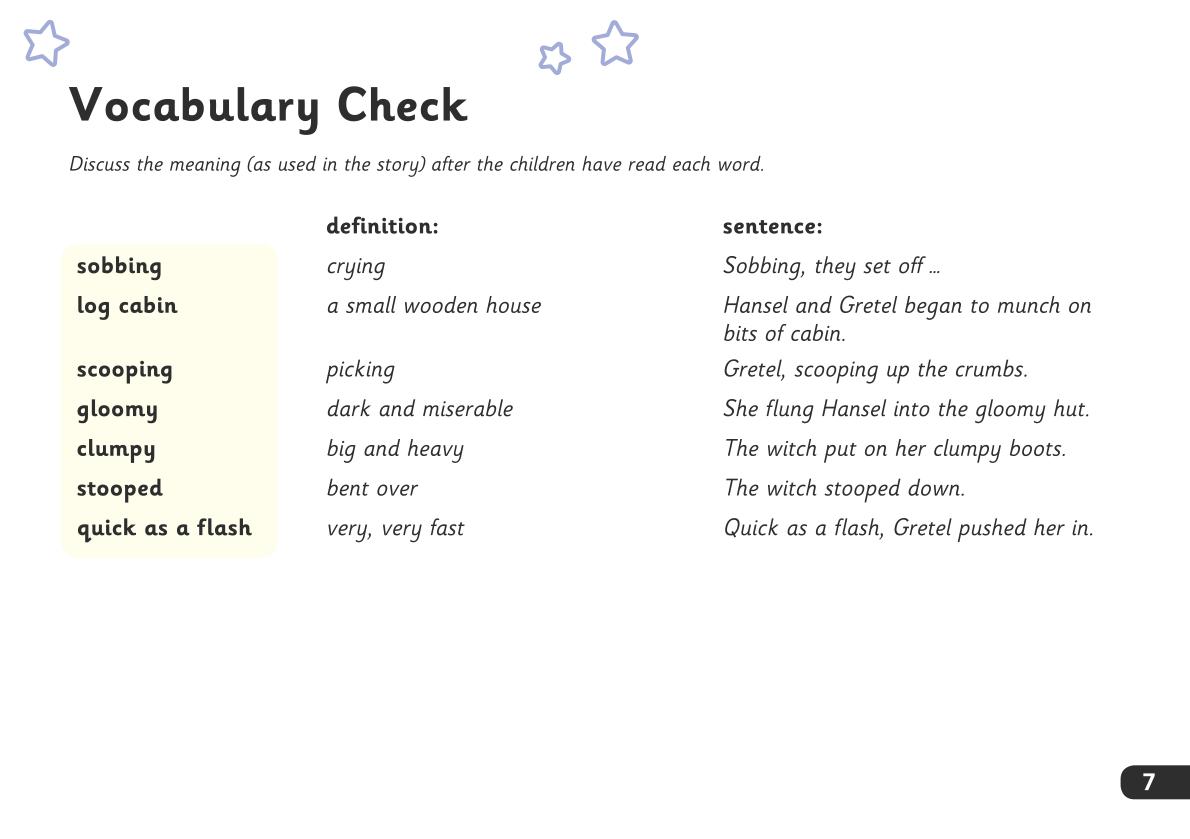 Vocabulary Check
Discuss the meaning (as used in the story) after the children have read each word.
definition: sentence:
sobbing crying Sobbing, they set off ...
log cabin a small wooden house Hansel and Gretel began to munch on
bits of cabin.
scooping picking Gretel, scooping up the crumbs.
gloomy dark and miserable She flung Hansel into the gloomy hut.
clumpy big and heavy The witch put on her clumpy boots.
stooped bent over The witch stooped down.
quick as a flash very, very fast Quick as a flash, Gretel pushed her in.
7